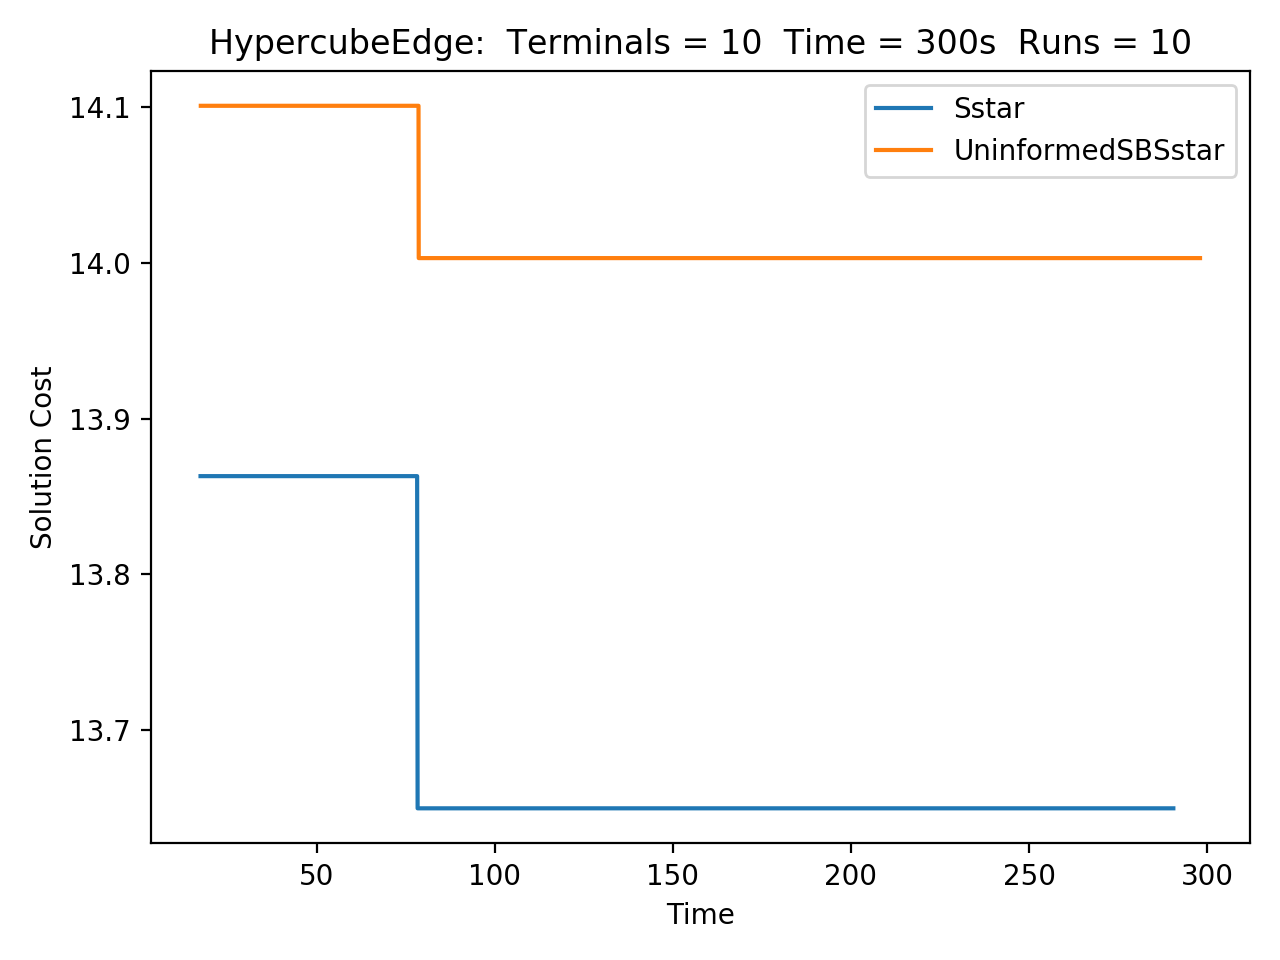 HypercubeEdge:  Terminals = 10  Time = 300s  Runs = 10
Sstar
UninformedSBSstar
14.1
14.0
13.9
13.8
13.7
Solution Cost
50
100
150
200
250
300
Time